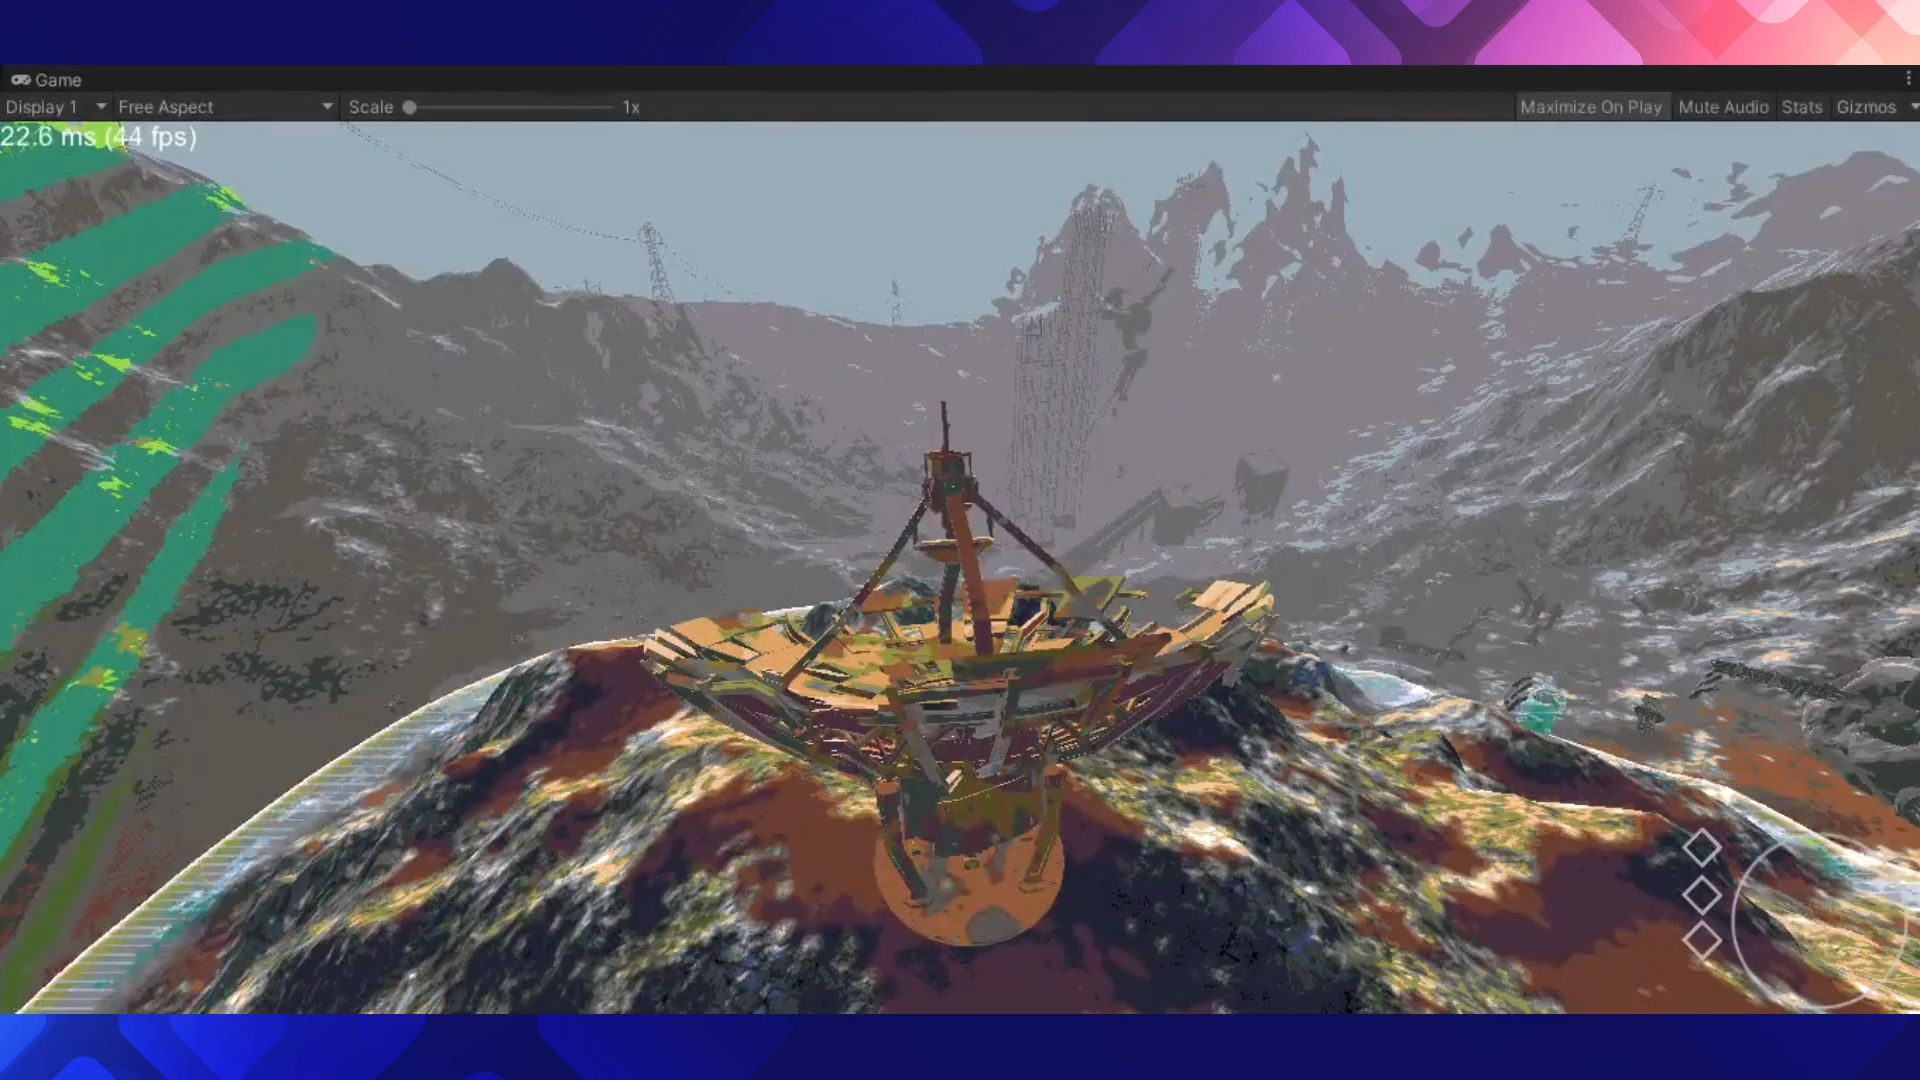 Game
Display 1 Free Aspect Scale 1x Maximize On Play Mute Audio Stats Gizmos
22.6 ms (44 fps)